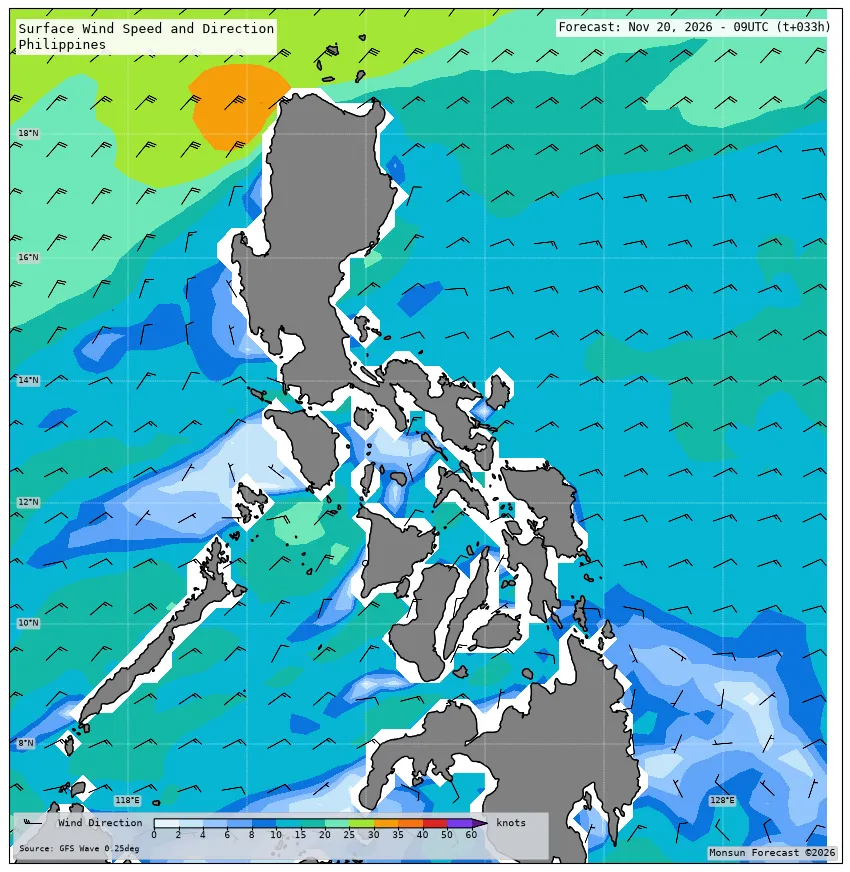 Surface Wind Speed and Direction
Philippines
Forecast: Nov 20, 2026 - 09UTC (t+033h)
18°N
16°N
14°N
12°N
10°N
8°N
118°E
128°E
Wind Direction
0 2 4 6 8 10 15 20 25 30 35 40 50 60
knots
Source: GFS Wave 0.25deg
Monsun Forecast ©2026